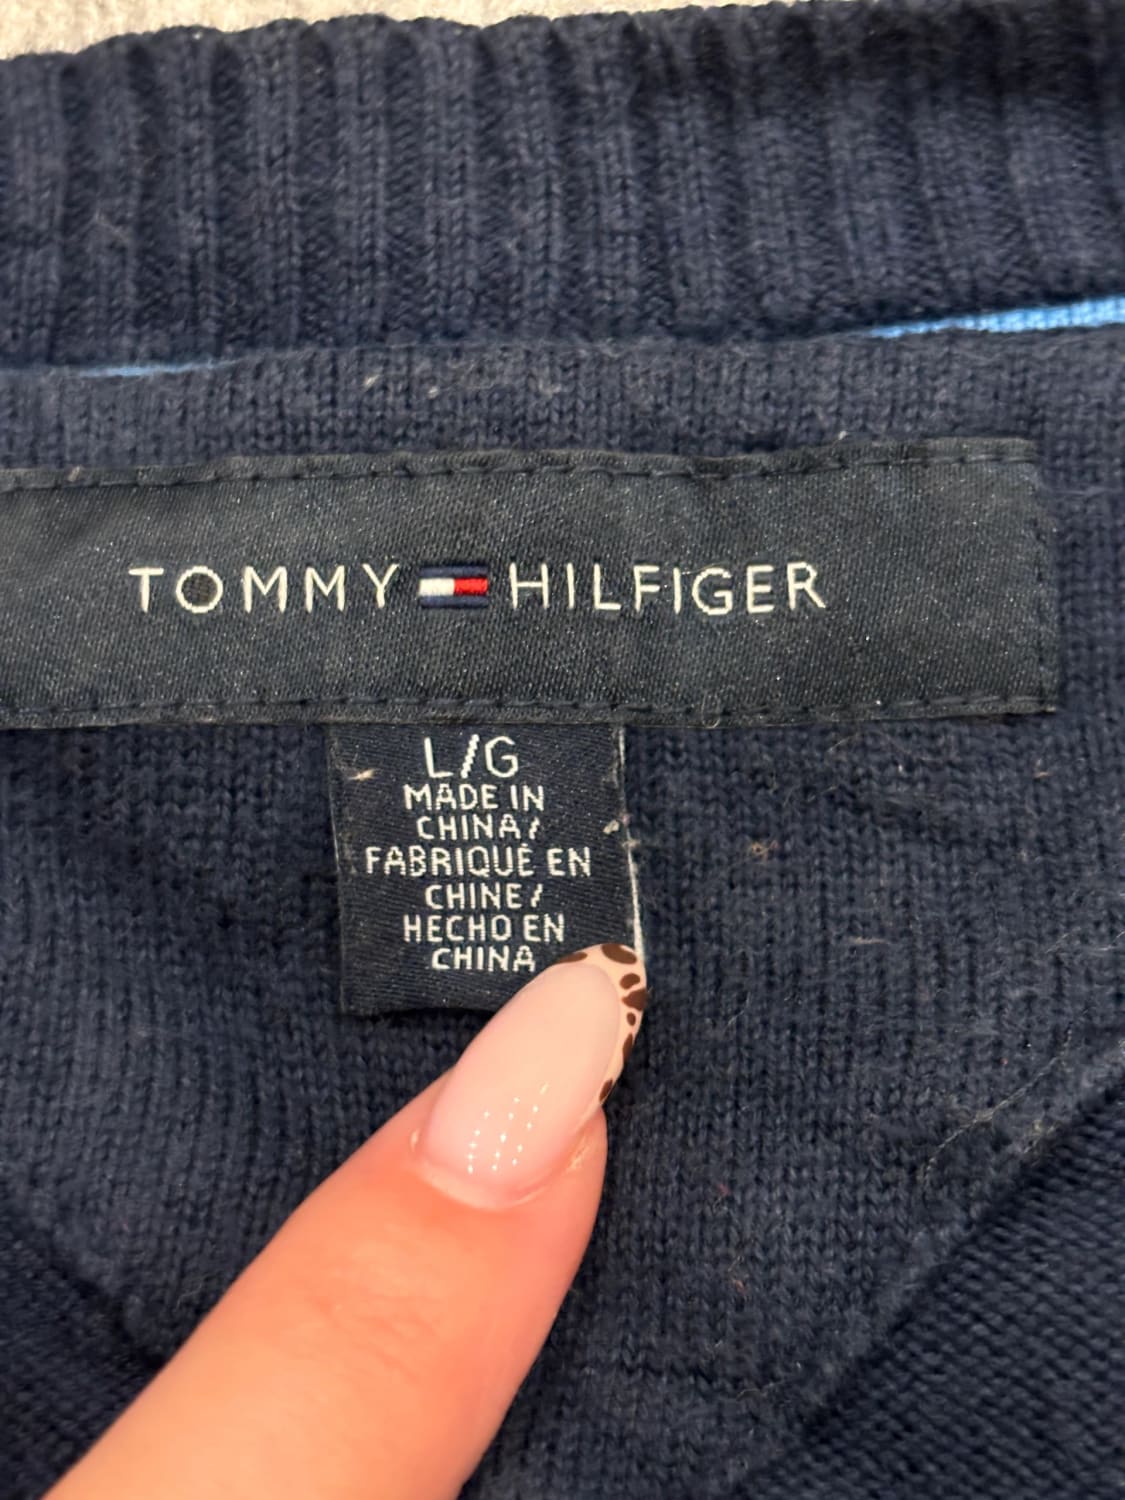 TOMMY HILFIGER
L/G
MADE IN
CHINA/
FABRIQUÉ EN
CHINE/
HECHO EN
CHINA